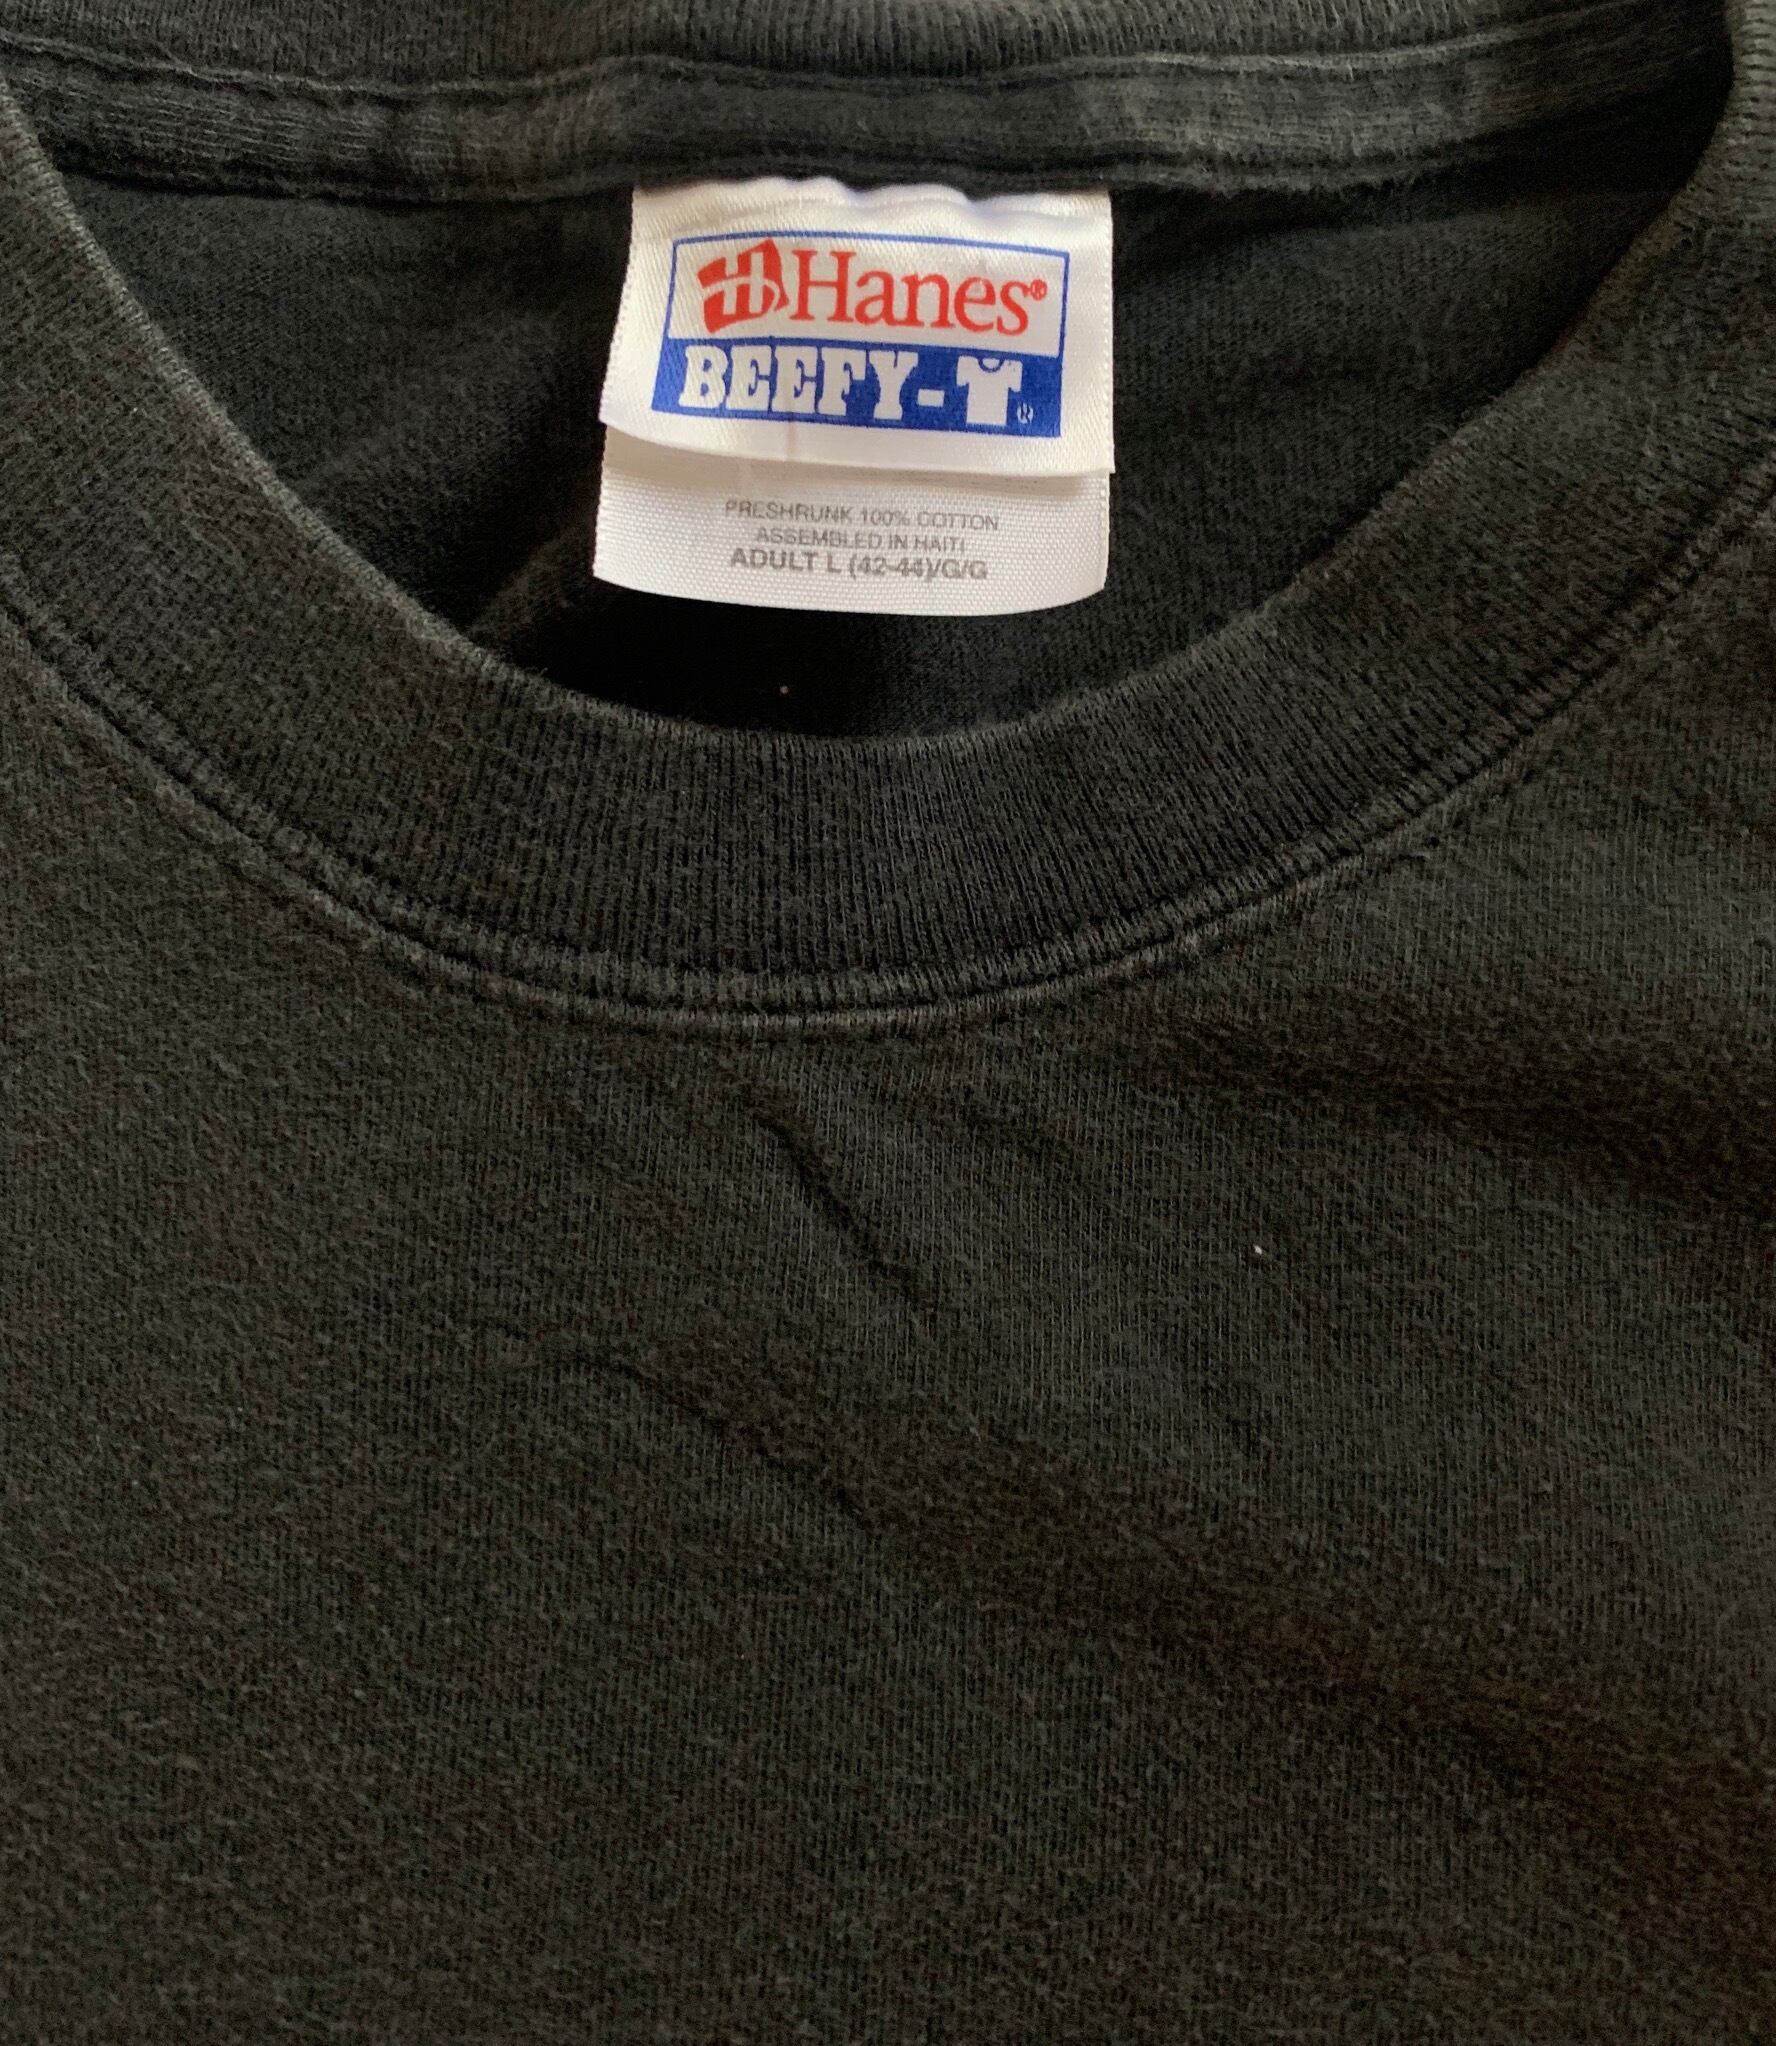 Hanes®
BEEFY-T®
PRESHRUNK 100% COTTON
ASSEMBLED IN HAITI
ADULT L (42-44)/G/G